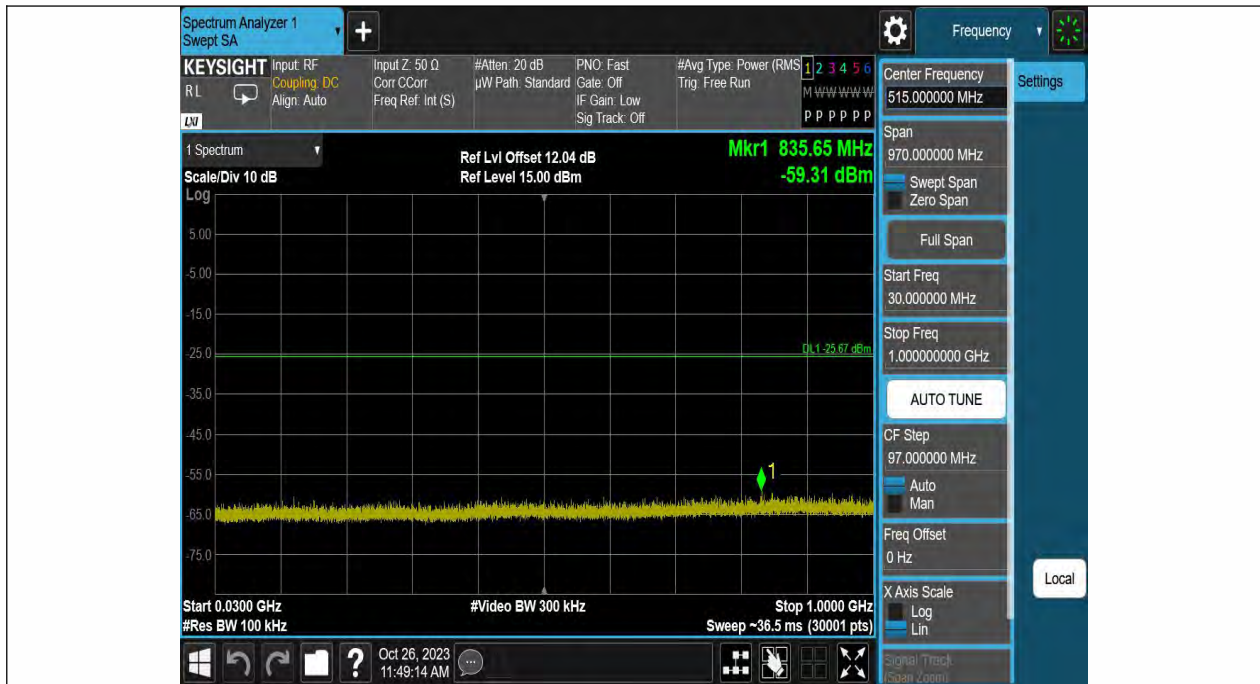 Spectrum Analyzer 1
Swept SA
+
Frequency
KEYSIGHT
R L
LXI
Input: RF
Coupling: DC
Align: Auto
Input Z: 50 Ω
Corr CCorr
Freq Ref: Int (S)
#Atten: 20 dB
µW Path: Standard
PNO: Fast
Gate: Off
IF Gain: Low
Sig Track: Off
#Avg Type: Power (RMS
Trig: Free Run
1 2 3 4 5 6
M W W W W W
P P P P P P
1 Spectrum
Scale/Div 10 dB
Ref Lvl Offset 12.04 dB
Ref Level 15.00 dBm
Mkr1 835.65 MHz
-59.31 dBm
Log
5.00
-5.00
-15.0
-25.0
DL1 -25.67 dBm
-35.0
-45.0
-55.0
1
-65.0
-75.0
Start 0.0300 GHz
#Res BW 100 kHz
#Video BW 300 kHz
Stop 1.0000 GHz
Sweep ~36.5 ms (30001 pts)
?
Oct 26, 2023
11:49:14 AM
Center Frequency
515.000000 MHz
Settings
Span
970.000000 MHz
Swept Span
Zero Span
Full Span
Start Freq
30.000000 MHz
Stop Freq
1.000000000 GHz
AUTO TUNE
CF Step
97.000000 MHz
Auto
Man
Freq Offset
0 Hz
X Axis Scale
Log
Lin
Signal Track
(Span Zoom)
Local